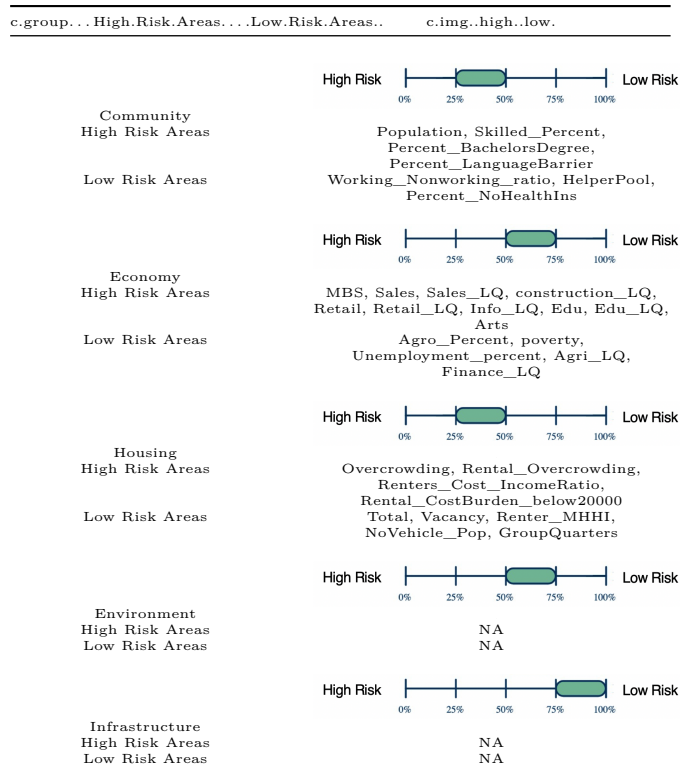 c.group...High.Risk.Areas....Low.Risk.Areas.. c.img..high..low.
High Risk Low Risk
0% 25% 50% 75% 100%
Community
High Risk Areas Population, Skilled_Percent,
Percent_BachelorsDegree,
Percent_LanguageBarrier
Low Risk Areas Working_Nonworking_ratio, HelperPool,
Percent_NoHealthIns
High Risk Low Risk
0% 25% 50% 75% 100%
Economy
High Risk Areas MBS, Sales, Sales_LQ, construction_LQ,
Retail, Retail_LQ, Info_LQ, Edu, Edu_LQ,
Arts
Low Risk Areas Agro_Percent, poverty,
Unemployment_percent, Agri_LQ,
Finance_LQ
High Risk Low Risk
0% 25% 50% 75% 100%
Housing
High Risk Areas Overcrowding, Rental_Overcrowding,
Renters_Cost_IncomeRatio,
Rental_CostBurden_below20000
Low Risk Areas Total, Vacancy, Renter_MHHI,
NoVehicle_Pop, GroupQuarters
High Risk Low Risk
0% 25% 50% 75% 100%
Environment
High Risk Areas NA
Low Risk Areas NA
High Risk Low Risk
0% 25% 50% 75% 100%
Infrastructure
High Risk Areas NA
Low Risk Areas NA